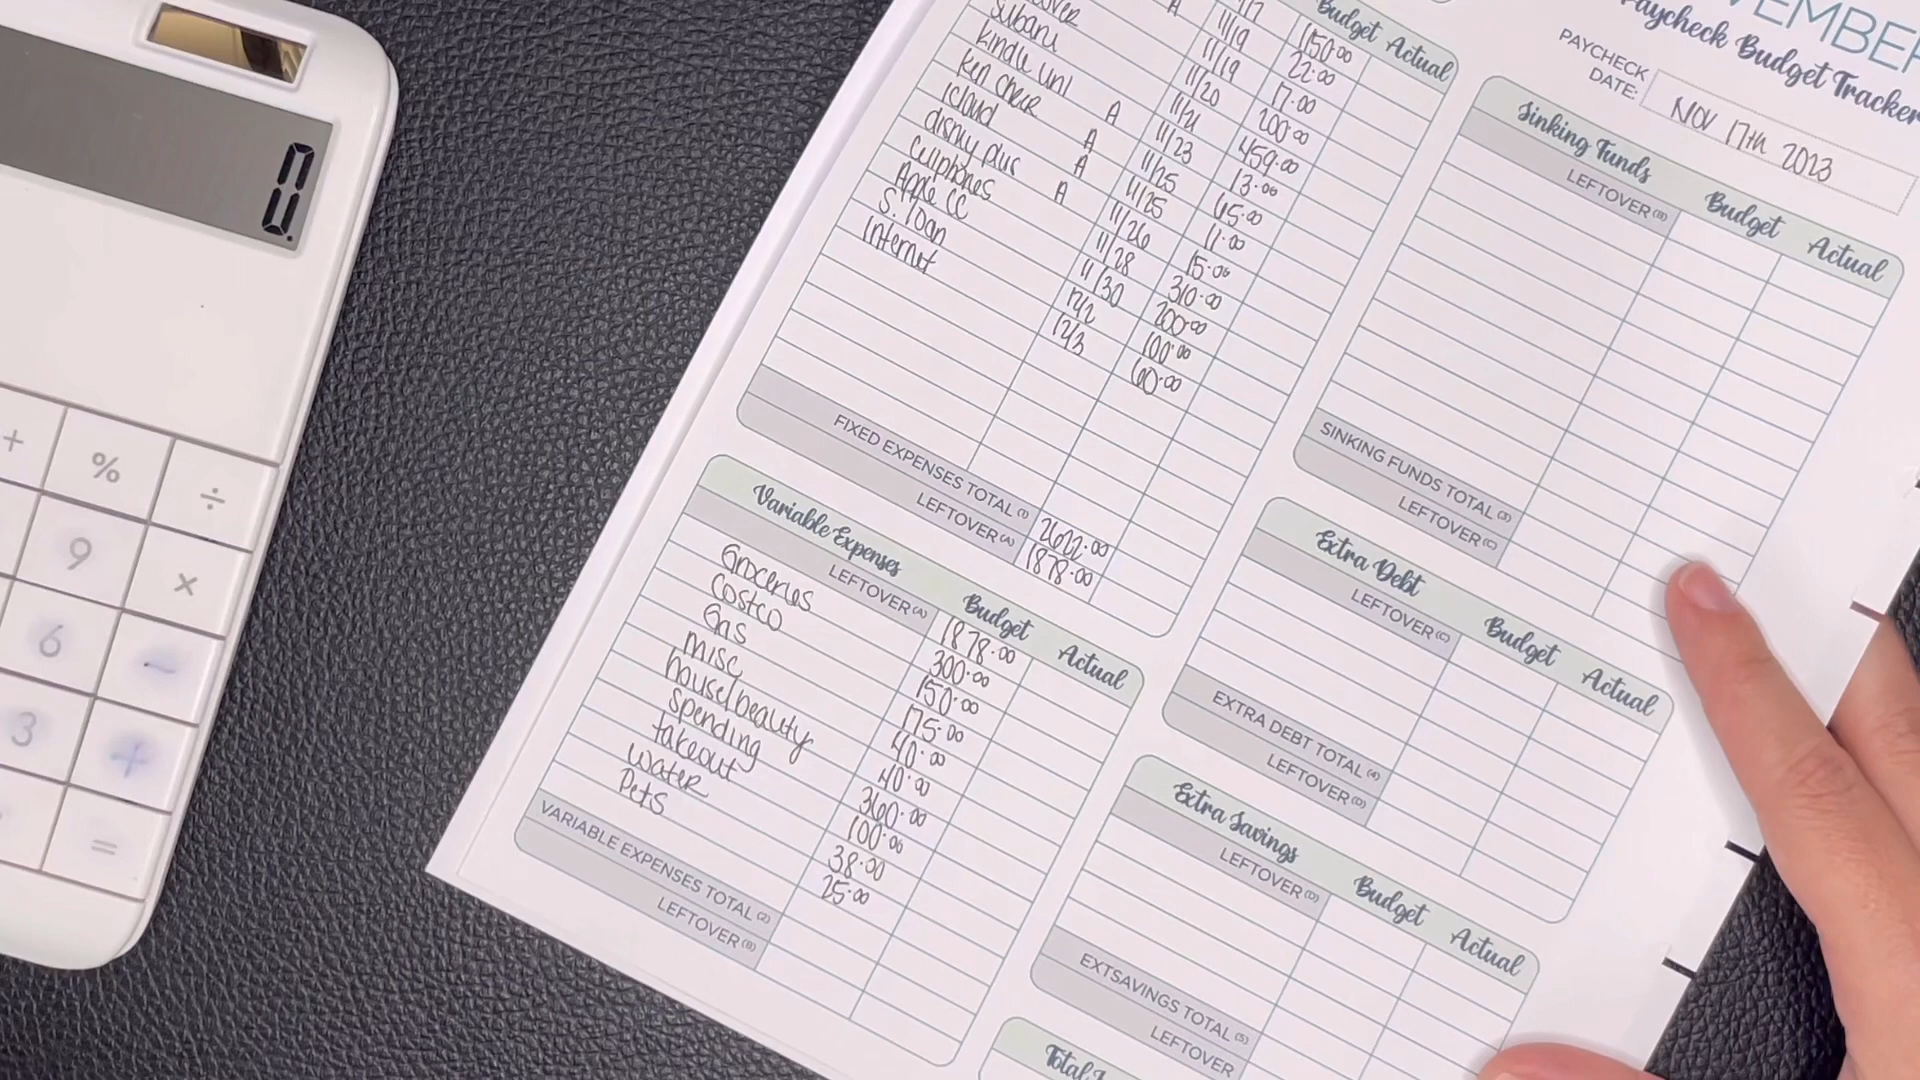 0.
+ % ÷
9 ×
6 -
3 +
=
Budget Actual
11/19 1150.00
11/19 22.00
Subaru 11/20 17.00
kindle unl A 11/21 200.00
ken chck A 11/23 459.00
icloud A 11/25 13.00
disney plus A 11/25 65.00
Cellphones 11/26 11.00
Apple CC 11/28 15.00
S. loan 11/30 310.00
Internet 12/2 200.00
12/3 100.00
60.00
FIXED EXPENSES TOTAL (1) 2622.00
LEFTOVER (A) 1878.00
Variable Expenses Budget Actual
LEFTOVER (A) 1878.00
Groceries 300.00
Costco 150.00
Gas 175.00
misc 40.00
house/beauty 40.00
Spending 360.00
takeout 100.00
Water 38.00
Pets 25.00
VARIABLE EXPENSES TOTAL (2)
LEFTOVER (B)
Paycheck Budget Tracker
PAYCHECK DATE: NOV 17th 2023
Sinking Funds Budget Actual
LEFTOVER (B)
SINKING FUNDS TOTAL (3)
LEFTOVER (C)
Extra Debt Budget Actual
LEFTOVER (C)
EXTRA DEBT TOTAL (4)
LEFTOVER (D)
Extra Savings Budget Actual
LEFTOVER (D)
EXTSAVINGS TOTAL (5)
LEFTOVER